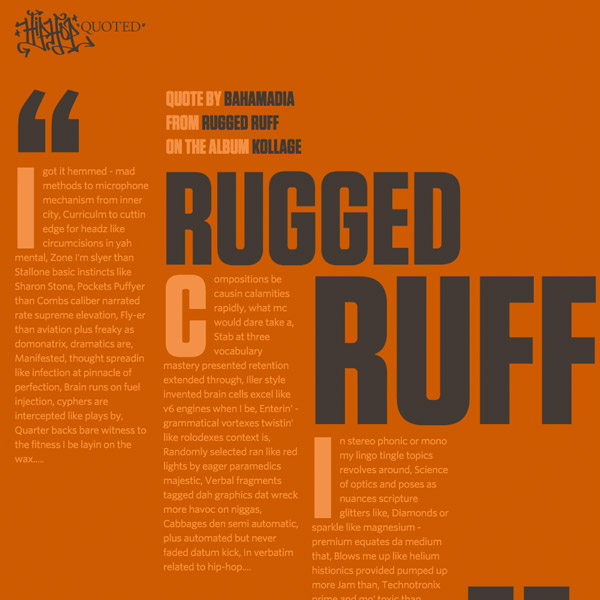 HIPHOP *QUOTED*
QUOTE BY BAHAMADIA
FROM RUGGED RUFF
ON THE ALBUM KOLLAGE
“
RUGGED
RUFF
I got it hemmed - mad
methods to microphone
mechanism from inner
city, Curriculm to cuttin
edge for headz like
circumcisions in yah
mental, Zone I'm slyer than
Stallone basic instincts like
Sharon Stone, Pockets Puffyer
than Combs caliber narrated
rate supreme elevation, Fly-er
than aviation plus freaky as
domonatrix, dramatics are,
Manifested, thought spreadin
like infection at pinnacle of
perfection, Brain runs on fuel
injection, cyphers are
intercepted like plays by,
Quarter backs bare witness to
the fitness I be layin on the
wax.....
Compositions be
causin calamities
rapidly, what mc
would dare take a,
Stab at three
vocabulary
mastery presented retention
extended through, Iller style
invented brain cells excel like
v6 engines when I be, Enterin' -
grammatical vortexes twistin'
like rolodexes context is,
Randomly selected ran like red
lights by eager paramedics
majestic, Verbal fragments
tagged dah graphics dat wreck
more havoc on niggas,
Cabbages den semi automatic,
plus automated but never
faded datum kick, In verbatim
related to hip-hop....
In stereo phonic or mono
my lingo tingle topics
revolves around, Science
of optics and poses as
nuances scripture
glitters like, Diamonds or
sparkle like magnesium -
premium equates da medium
that, Blows me up like helium
histionics provided pumped up
more Jam than, Technotronix
prime and mo' toxic than